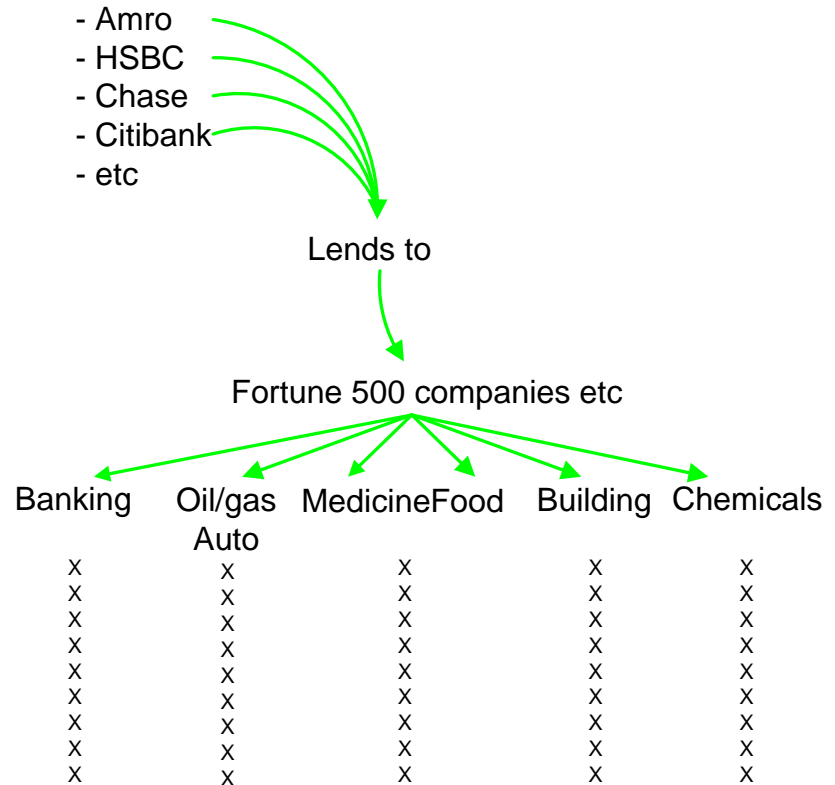 - Amro
- HSBC
- Chase
- Citibank
- etc
Lends to
Fortune 500 companies etc
Banking Oil/gas MedicineFood Building Chemicals
Auto
X X X X X
X X X X X
X X X X X
X X X X X
X X X X X
X X X X X
X X X X X
X X X X X
X X X X X